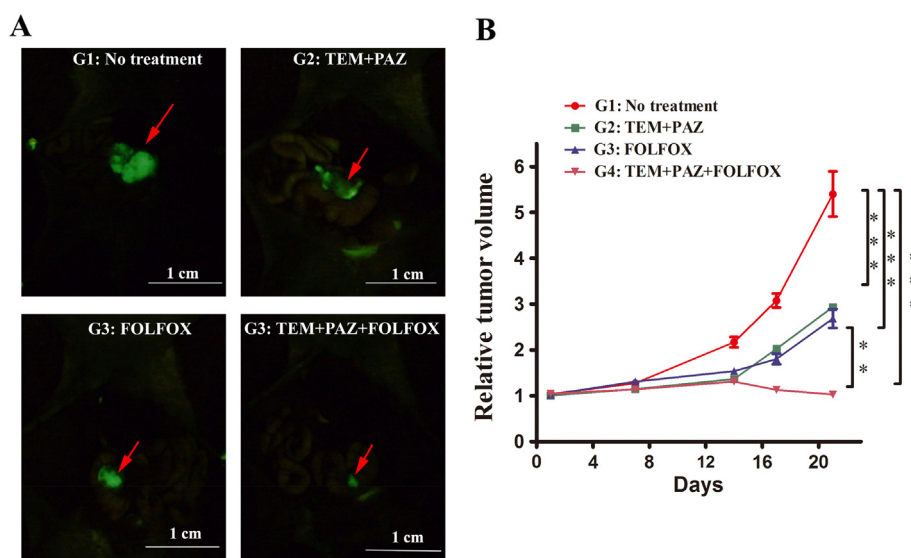 A
G1: No treatment
G2: TEM+PAZ
1 cm
1 cm
G3: FOLFOX
G3: TEM+PAZ+FOLFOX
1 cm
1 cm
B
G1: No treatment
G2: TEM+PAZ
G3: FOLFOX
G4: TEM+PAZ+FOLFOX
Relative tumor volume
6
5
4
3
2
1
0
0
4
8
12
16
20
Days
***
***
**